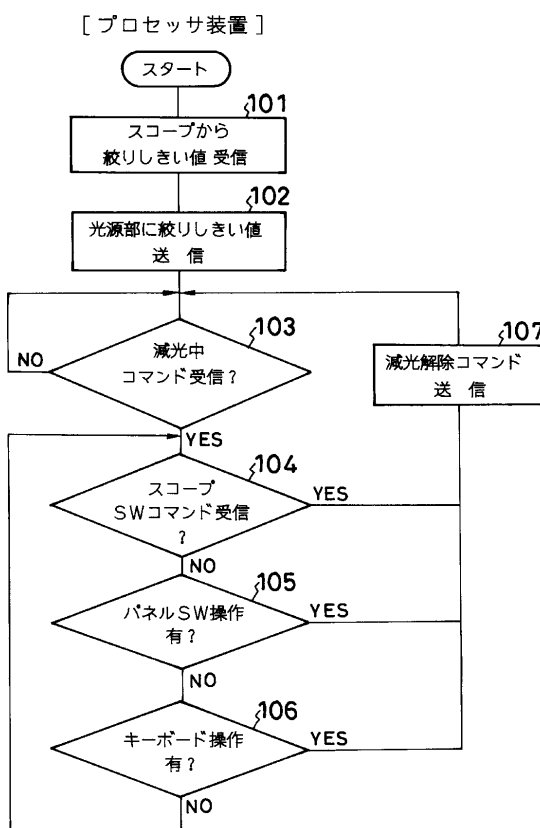 [プロセッサ装置]
スタート
101
スコープから
絞りしきい値 受信
102
光源部に絞りしきい値
送 信
103
減光中
コマンド受信?
NO
YES
107
減光解除コマンド
送 信
104
スコープ
SWコマンド受信
?
YES
NO
105
パネルSW操作
有?
YES
NO
106
キーボード操作
有?
YES
NO